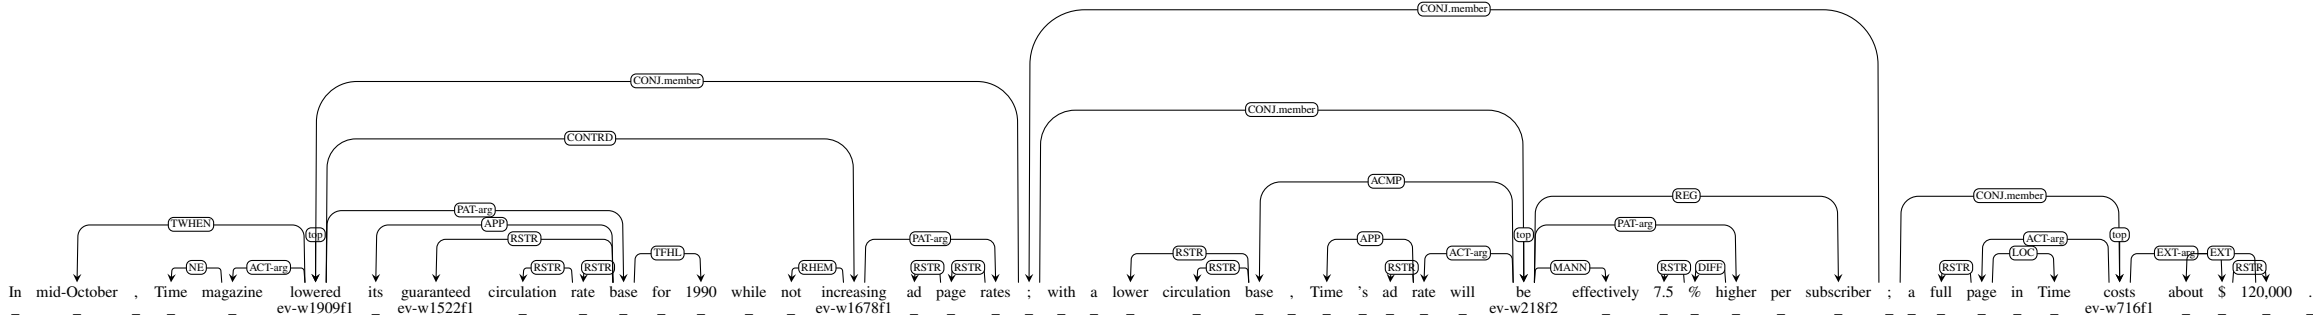 CONJ.member
CONJ.member
CONJ.member
CONTRD
ACMP
REG CONJ.member
PAT-arg
TWHEN APP PAT-arg
top RSTR PAT-arg APP top ACT-arg top
RSTR TFHL RSTR ACT-arg LOC EXT-arg EXT
NE ACT-arg RSTR RSTR RHEM RSTR RSTR RSTR RSTR MANN RSTR DIFF RSTR RSTR
In mid-October , Time magazine lowered its guaranteed circulation rate base for 1990 while not increasing ad page rates ; with a lower circulation base , Time 's ad rate will be effectively 7.5 % higher per subscriber ; a full page in Time costs about $ 120,000 .
_ _ _ _ _ ev-w1909f1 _ ev-w1522f1 _ _ _ _ _ _ _ ev-w1678f1 _ _ _ _ _ _ _ _ _ _ _ _ _ _ _ ev-w218f2 _ _ _ _ _ _ _ _ _ _ _ _ ev-w716f1 _ _ _ _